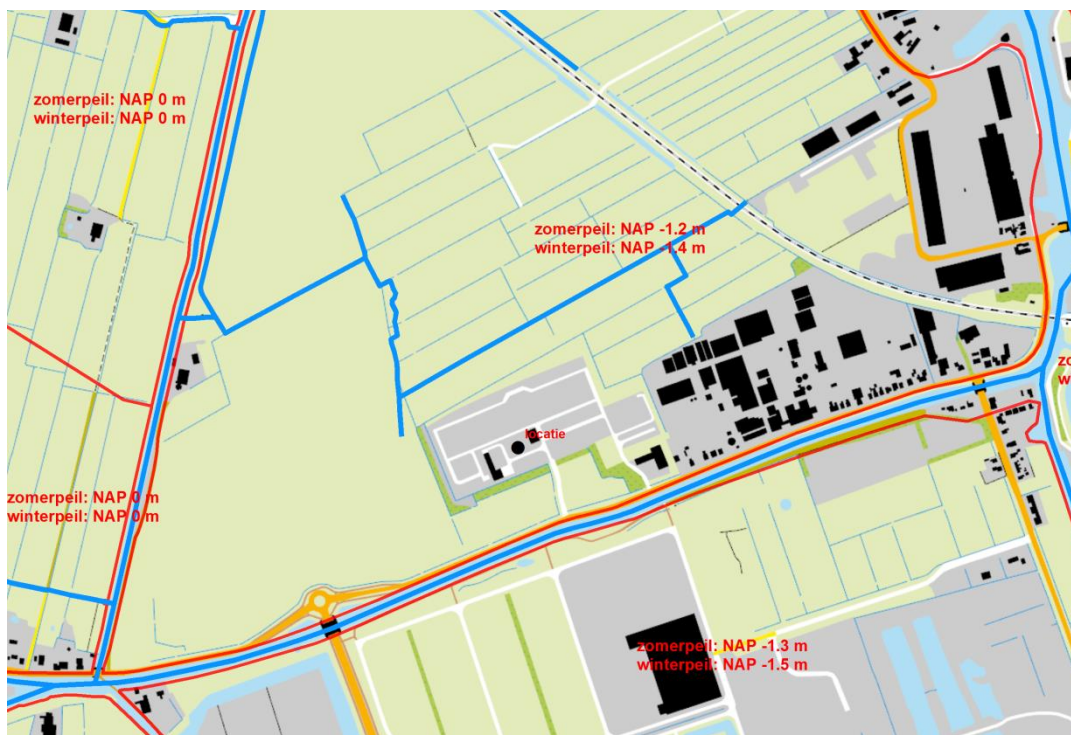 zomerpeil: NAP 0 m
winterpeil: NAP 0 m
zomerpeil: NAP -1.2 m
winterpeil: NAP -1.4 m
zo
w
locatie
zomerpeil: NAP 0 m
winterpeil: NAP 0 m
zomerpeil: NAP -1.3 m
winterpeil: NAP -1.5 m